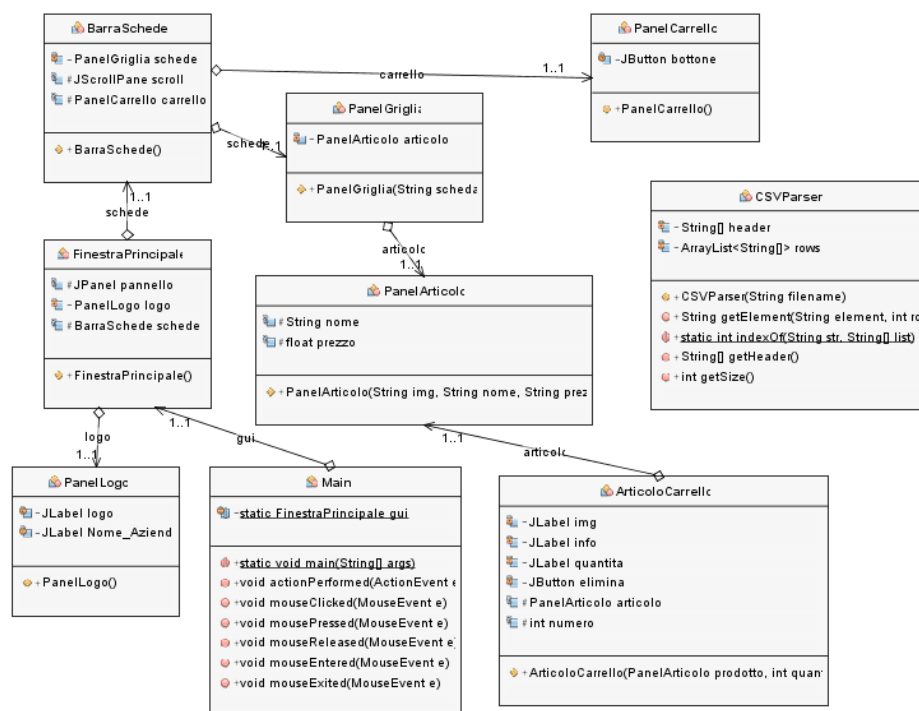 BarraSchede
- PanelGriglia schede
# JScrollPane scroll
# PanelCarrello carrello
+ BarraSchede()
carrello
1..1
PanelCarrello
- JButton bottone
+ PanelCarrello()
schede
1..1
PanelGriglia
- PanelArticolo articolo
+ PanelGriglia(String scheda
1..1
schede
articolo
1..1
CSVParser
- String[] header
- ArrayList<String[]> rows
+ CSVParser(String filename)
+ String getElement(String element, int ro
+ static int indexOf(String str, String[] list)
+ String[] getHeader()
+ int getSize()
FinestraPrincipale
# JPanel pannello
- PanelLogo logo
# BarraSchede schede
+ FinestraPrincipale()
PanelArticolo
# String nome
# float prezzo
+ PanelArticolo(String img, String nome, String prez
logo
1..1
1..1
gui
1..1
articolo
PanelLogo
- JLabel logo
- JLabel Nome_Aziend
+ PanelLogo()
Main
- static FinestraPrincipale gui
+ static void main(String[] args)
+ void actionPerformed(ActionEvent e
+ void mouseClicked(MouseEvent e)
+ void mousePressed(MouseEvent e)
+ void mouseReleased(MouseEvent e)
+ void mouseEntered(MouseEvent e)
+ void mouseExited(MouseEvent e)
ArticoloCarrello
- JLabel img
- JLabel info
- JLabel quantita
- JButton elimina
# PanelArticolo articolo
# int numero
+ ArticoloCarrello(PanelArticolo prodotto, int quan